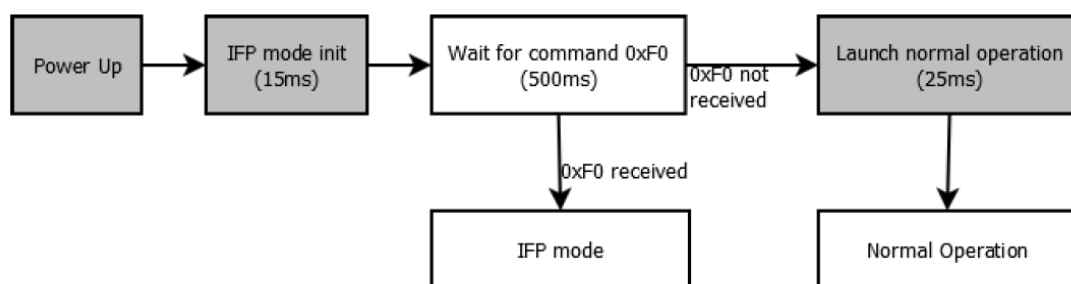 Power Up
IFP mode init
(15ms)
Wait for command 0xF0
(500ms)
0xF0 not
received
Launch normal operation
(25ms)
0xF0 received
IFP mode
Normal Operation